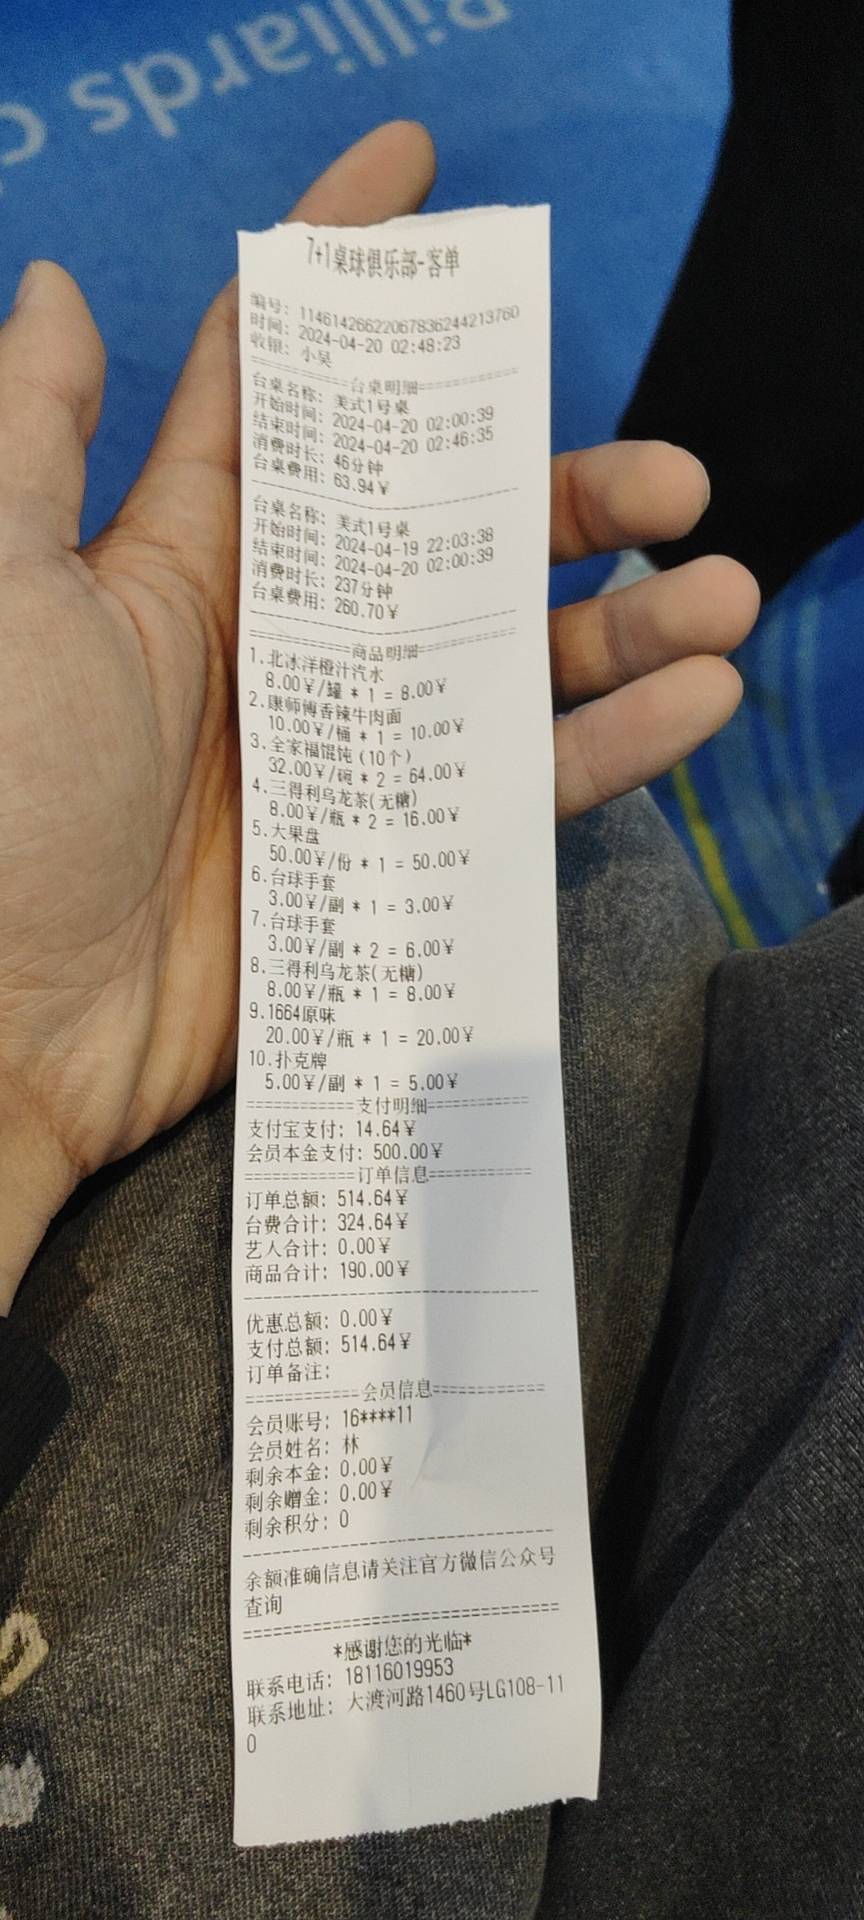 Billiards c
7+1桌球俱乐部-客单
编号: 11461426622067836244213760
时间: 2024-04-20 02:48:23
收银: 小吴
==========台桌明细==========
台桌名称: 美式1号桌
开始时间: 2024-04-20 02:00:39
结束时间: 2024-04-20 02:46:35
消费时长: 46分钟
台桌费用: 63.94￥
台桌名称: 美式1号桌
开始时间: 2024-04-19 22:03:38
结束时间: 2024-04-20 02:00:39
消费时长: 237分钟
台桌费用: 260.70￥
==========商品明细==========
1.北冰洋橙汁汽水
8.00￥/罐 * 1 = 8.00￥
2.康师傅香辣牛肉面
10.00￥/桶 * 1 = 10.00￥
3.全家福馄饨(10个)
32.00￥/碗 * 2 = 64.00￥
4.三得利乌龙茶(无糖)
8.00￥/瓶 * 2 = 16.00￥
5.大果盘
50.00￥/份 * 1 = 50.00￥
6.台球手套
3.00￥/副 * 1 = 3.00￥
7.台球手套
3.00￥/副 * 2 = 6.00￥
8.三得利乌龙茶(无糖)
8.00￥/瓶 * 1 = 8.00￥
9.1664原味
20.00￥/瓶 * 1 = 20.00￥
10.扑克牌
5.00￥/副 * 1 = 5.00￥
===========支付明细==========
支付宝支付: 14.64￥
会员本金支付: 500.00￥
===========订单信息==========
订单总额: 514.64￥
台费合计: 324.64￥
艺人合计: 0.00￥
商品合计: 190.00￥
优惠总额: 0.00￥
支付总额: 514.64￥
订单备注:
===========会员信息===========
会员账号: 16****11
会员姓名: 林
剩余本金: 0.00￥
剩余赠金: 0.00￥
剩余积分: 0
余额准确信息请关注官方微信公众号
查询
*感谢您的光临*
联系电话: 18116019953
联系地址: 大渡河路1460号LG108-11
0